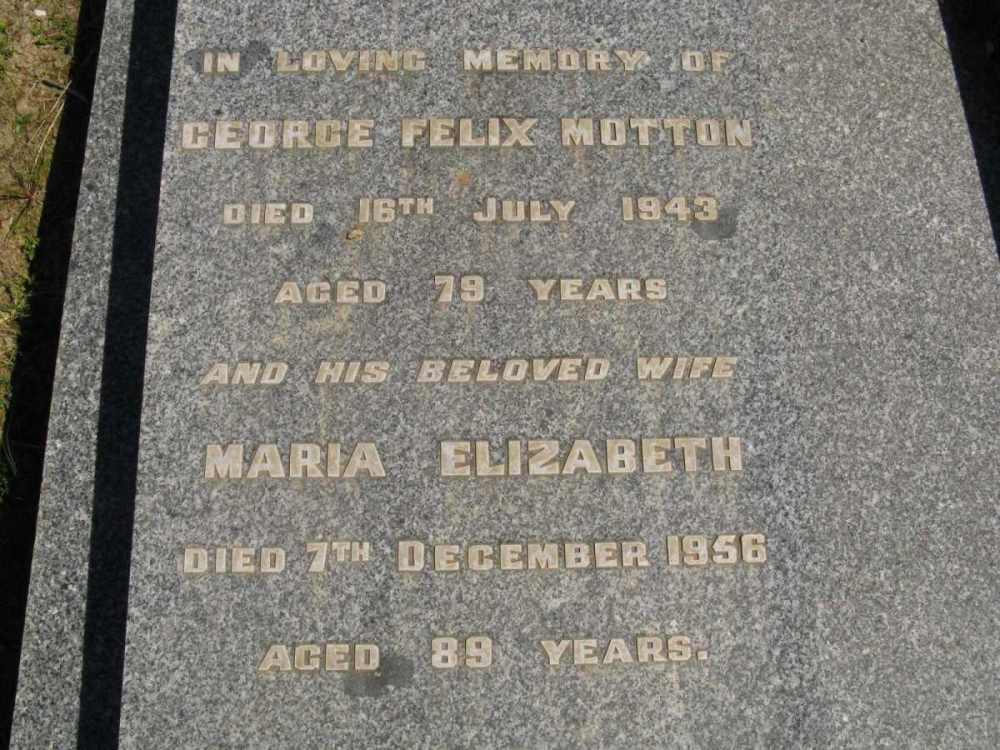 IN LOVING MEMORY OF
GEORGE FELIX MOTTON
DIED 16TH JULY 1943
AGED 79 YEARS
AND HIS BELOVED WIFE
MARIA ELIZABETH
DIED 7TH DECEMBER 1956
AGED 89 YEARS.